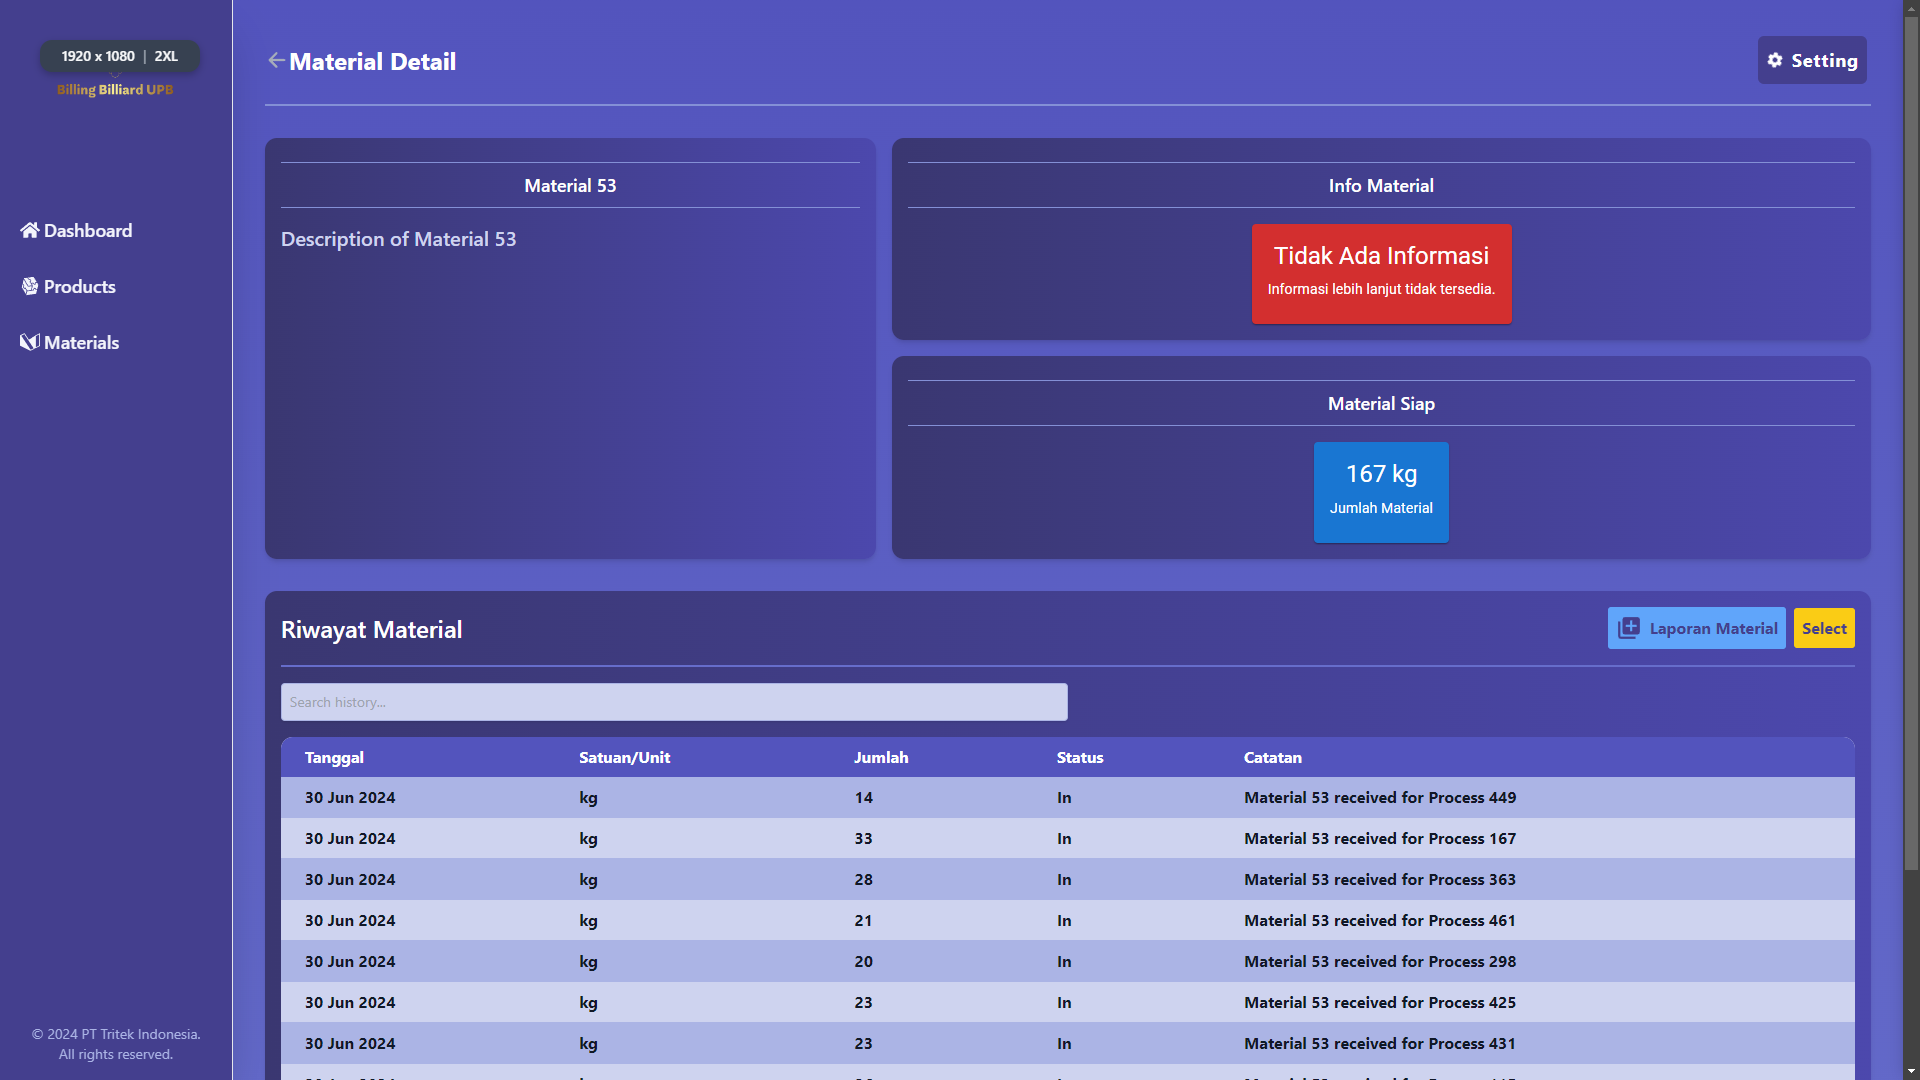 1920 x 1080 | 2XL
Billing Billiard UPB
Dashboard
Products
Materials
© 2024 PT Tritek Indonesia.
All rights reserved.
Material Detail
Setting
Material 53
Description of Material 53
Info Material
Tidak Ada Informasi
Informasi lebih lanjut tidak tersedia.
Material Siap
167 kg
Jumlah Material
Riwayat Material
Laporan Material
Select
Search history...
Tanggal Satuan/Unit Jumlah Status Catatan
30 Jun 2024 kg 14 In Material 53 received for Process 449
30 Jun 2024 kg 33 In Material 53 received for Process 167
30 Jun 2024 kg 28 In Material 53 received for Process 363
30 Jun 2024 kg 21 In Material 53 received for Process 461
30 Jun 2024 kg 20 In Material 53 received for Process 298
30 Jun 2024 kg 23 In Material 53 received for Process 425
30 Jun 2024 kg 23 In Material 53 received for Process 431